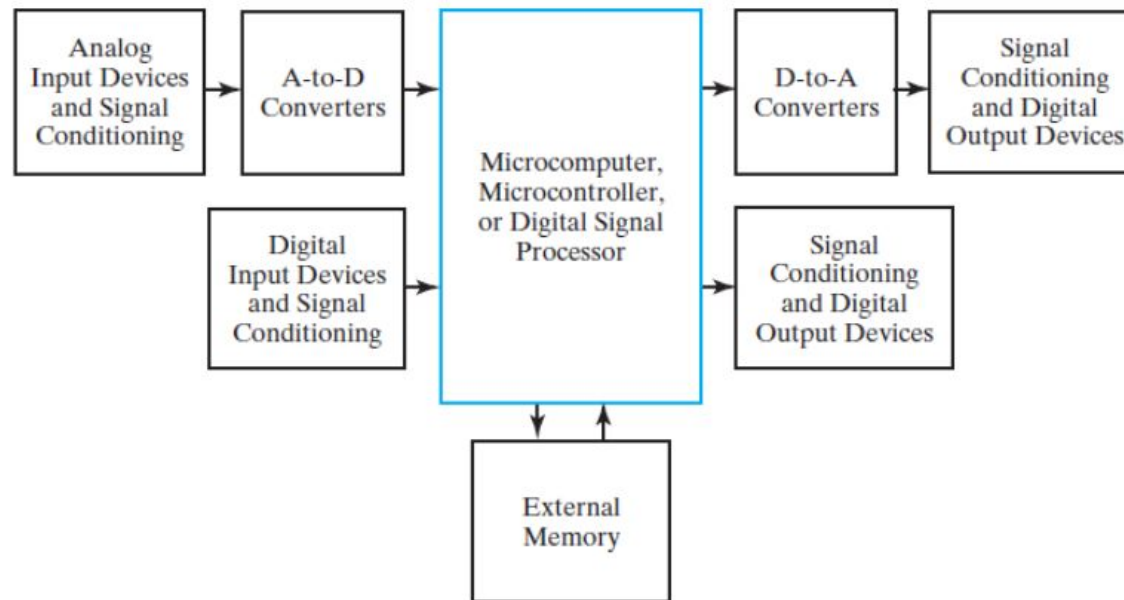 Analog
Input Devices
and Signal
Conditioning
A-to-D
Converters
Microcomputer,
Microcontroller,
or Digital Signal
Processor
D-to-A
Converters
Signal
Conditioning
and Digital
Output Devices
Digital
Input Devices
and Signal
Conditioning
Signal
Conditioning
and Digital
Output Devices
External
Memory